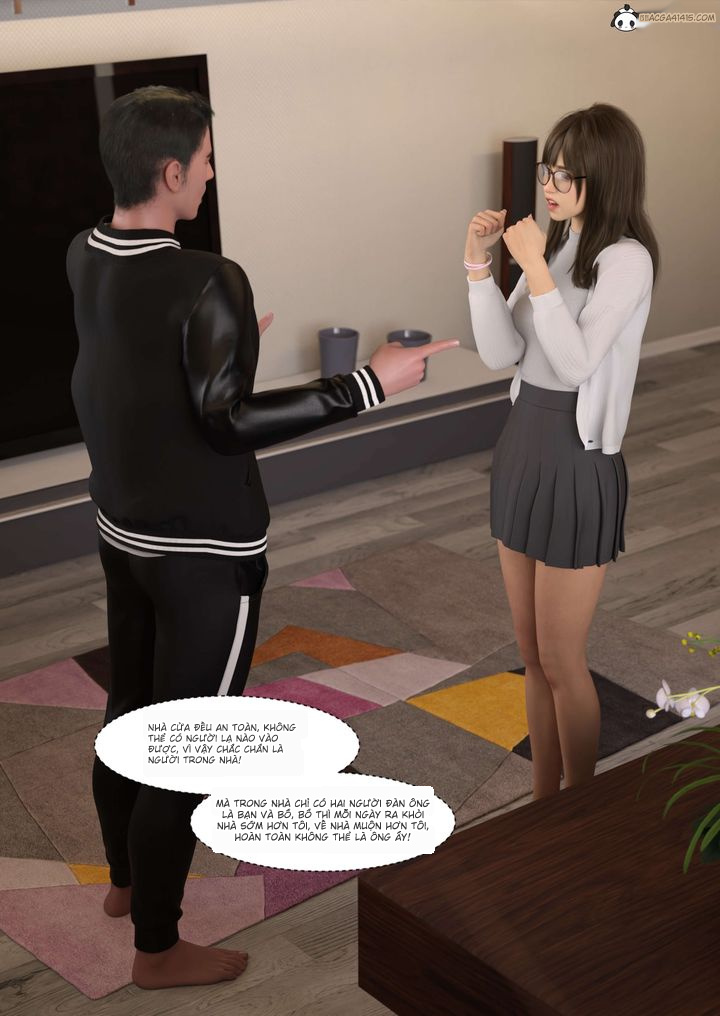 111ACGA41415.COM
NHÀ CỬA ĐỀU AN TOÀN, KHÔNG
THỂ CÓ NGƯỜI LẠ NÀO VÀO
ĐƯỢC, VÌ VẬY CHẮC CHẮN LÀ
NGƯỜI TRONG NHÀ!
MÀ TRONG NHÀ CHỈ CÓ HAI NGƯỜI ĐÀN ÔNG
LÀ BẠN VÀ BỐ, BỐ THÌ MỖI NGÀY RA KHỎI
NHÀ SỚM HƠN TÔI, VỀ NHÀ MUỘN HƠN TÔI,
HOÀN TOÀN KHÔNG THỂ LÀ ÔNG ẤY!